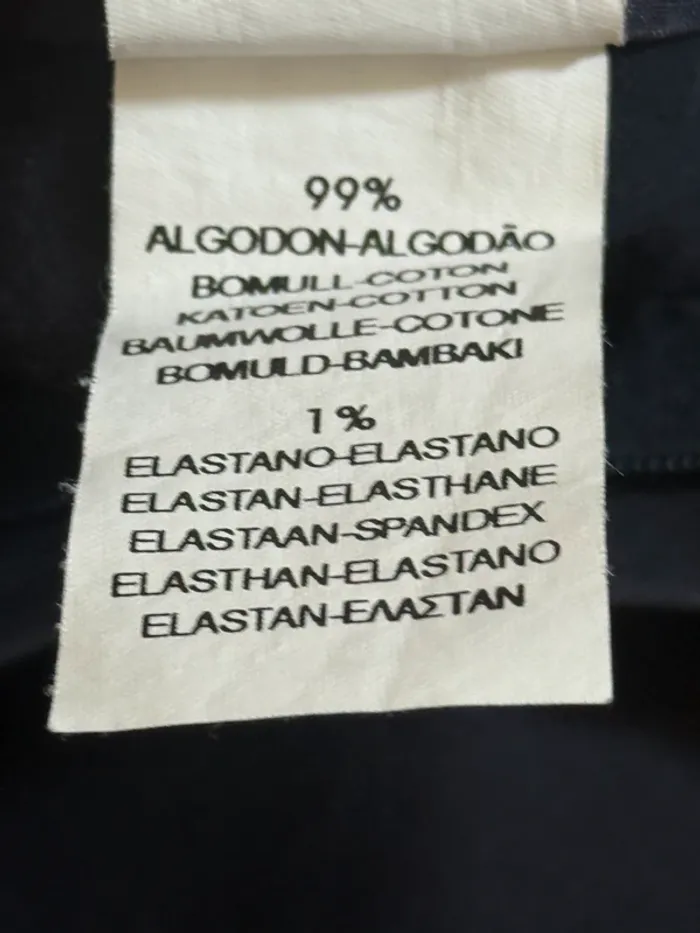 99%
ALGODON-ALGODÃO
BOMULL-COTON
KATOEN-COTTON
BAUMWOLLE-COTONE
BOMULD-BAMBAKI
1%
ELASTANO-ELASTANO
ELASTAN-ELASTHANE
ELASTAAN-SPANDEX
ELASTHAN-ELASTANO
ELASTAN-ΕΛΑΣΤΑΝ